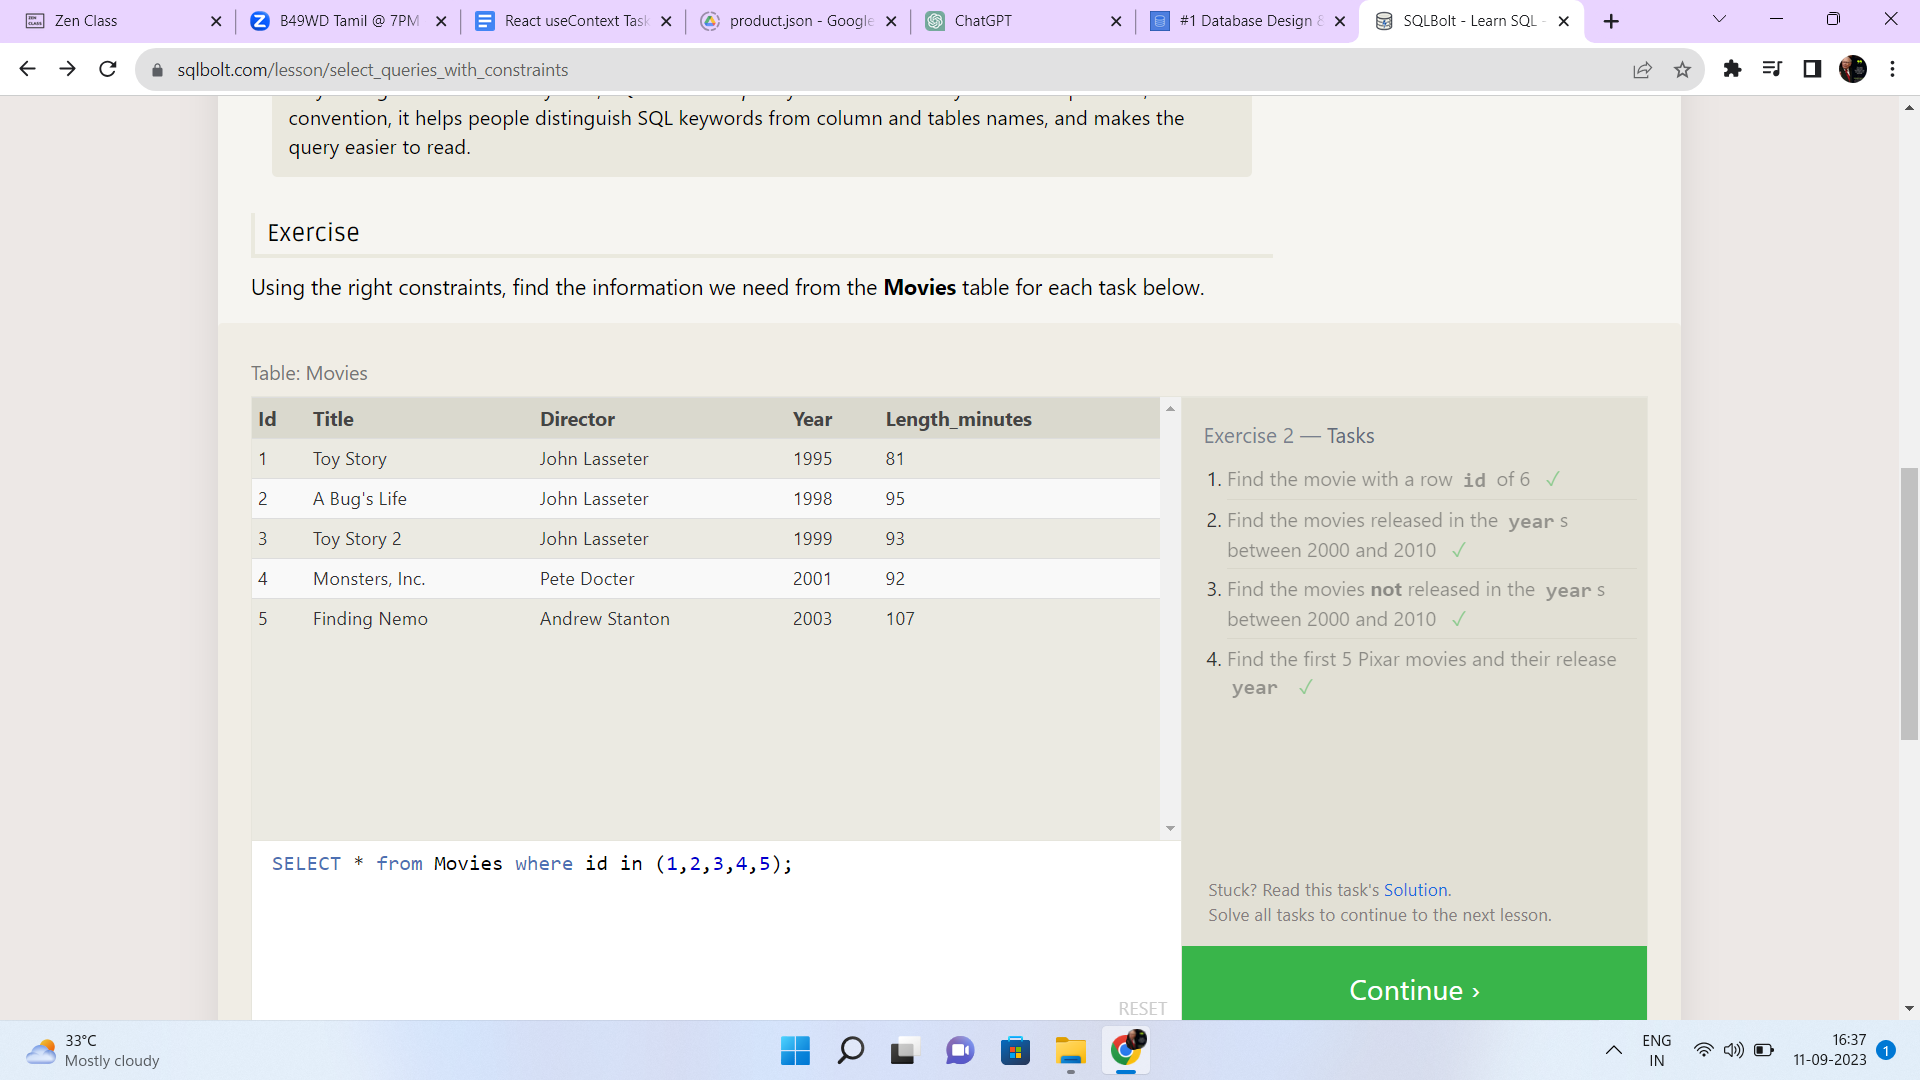 Zen Class
B49WD Tamil @ 7PM
React useContext Task
product.json - Google
ChatGPT
#1 Database Design &
SQLBolt - Learn SQL -
sqlbolt.com/lesson/select_queries_with_constraints
convention, it helps people distinguish SQL keywords from column and tables names, and makes the
query easier to read.
Exercise
Using the right constraints, find the information we need from the Movies table for each task below.
Table: Movies
Id Title Director Year Length_minutes
1 Toy Story John Lasseter 1995 81
2 A Bug's Life John Lasseter 1998 95
3 Toy Story 2 John Lasseter 1999 93
4 Monsters, Inc. Pete Docter 2001 92
5 Finding Nemo Andrew Stanton 2003 107
SELECT * from Movies where id in (1,2,3,4,5);
RESET
Exercise 2 — Tasks
1. Find the movie with a row id of 6 ✓
2. Find the movies released in the year s
between 2000 and 2010 ✓
3. Find the movies not released in the year s
between 2000 and 2010 ✓
4. Find the first 5 Pixar movies and their release
year ✓
Stuck? Read this task's Solution.
Solve all tasks to continue to the next lesson.
Continue ›
33°C
Mostly cloudy
ENG
IN
16:37
11-09-2023
1